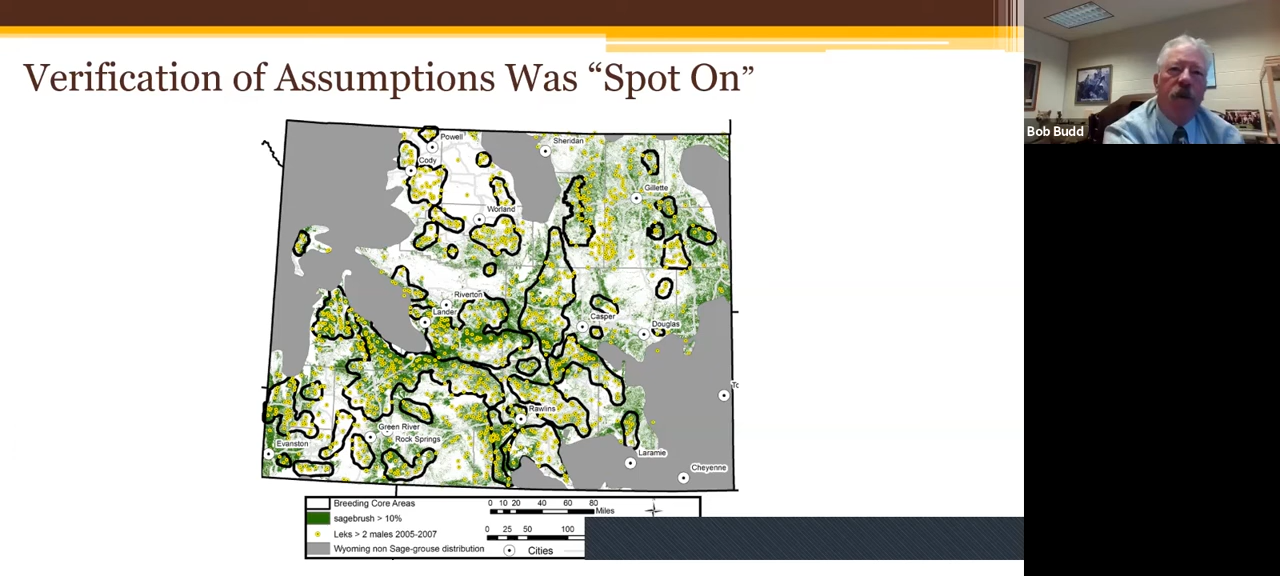 Verification of Assumptions Was “Spot On”
Bob Budd
Powell
Sheridan
Cody
Gillette
Worland
Riverton
Lander
Casper
Douglas
Rawlins
Green River
Rock Springs
Evanston
Laramie
Cheyenne
Breeding Core Areas
sagebrush > 10%
Leks > 2 males 2005-2007
Wyoming non Sage-grouse distribution
0 10 20 40 60 80
Miles
0 25 50 100
Cities